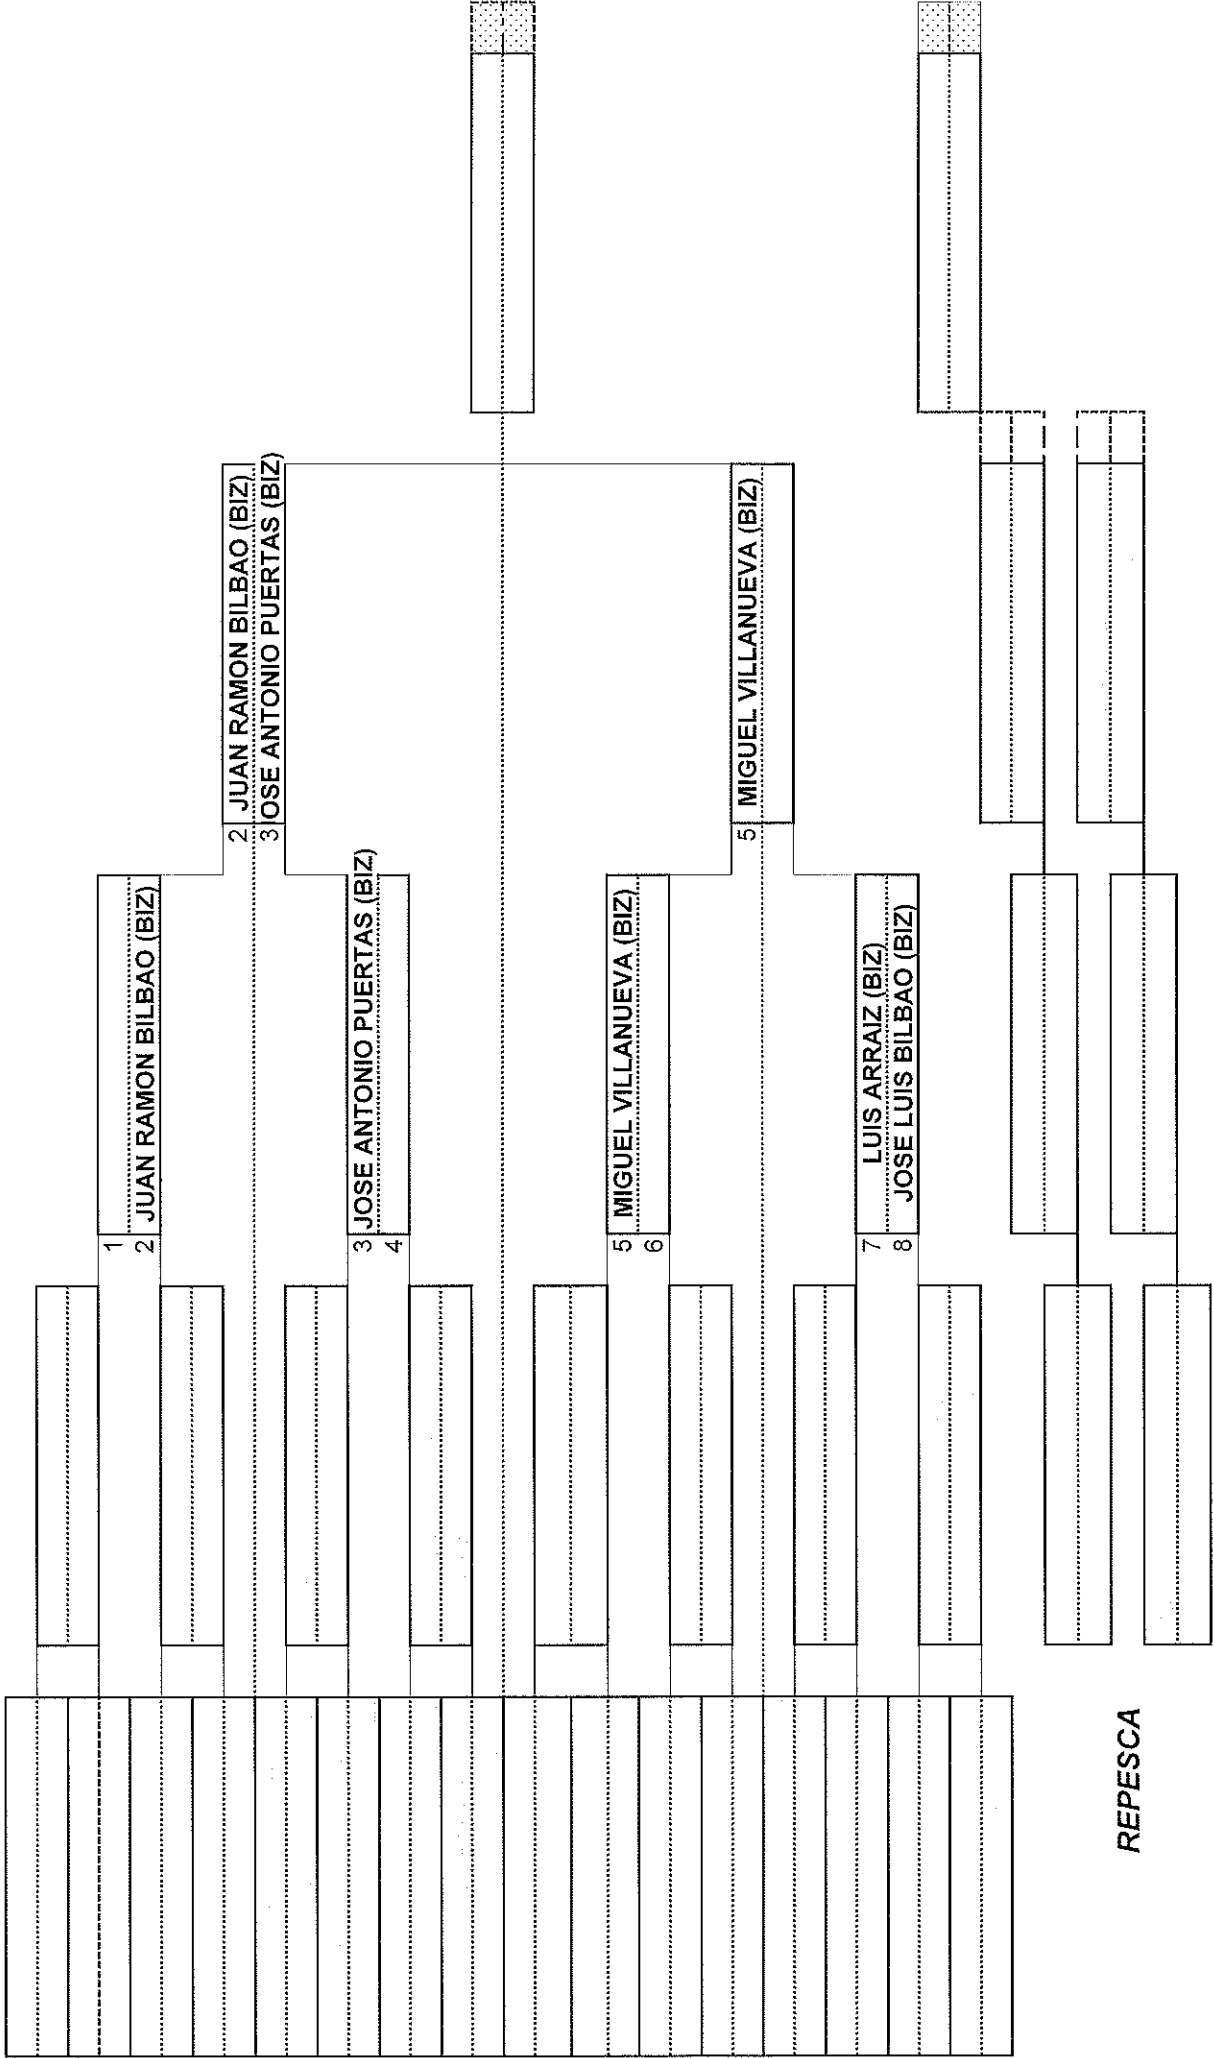 1
2 JUAN RAMON BILBAO (BIZ)
3 JOSE ANTONIO PUERTAS (BIZ)
4
5 MIGUEL VILLANUEVA (BIZ)
6
7 LUIS ARRAIZ (BIZ)
8 JOSE LUIS BILBAO (BIZ)
2 JUAN RAMON BILBAO (BIZ)
3 JOSE ANTONIO PUERTAS (BIZ)
5 MIGUEL VILLANUEVA (BIZ)
REPESCA